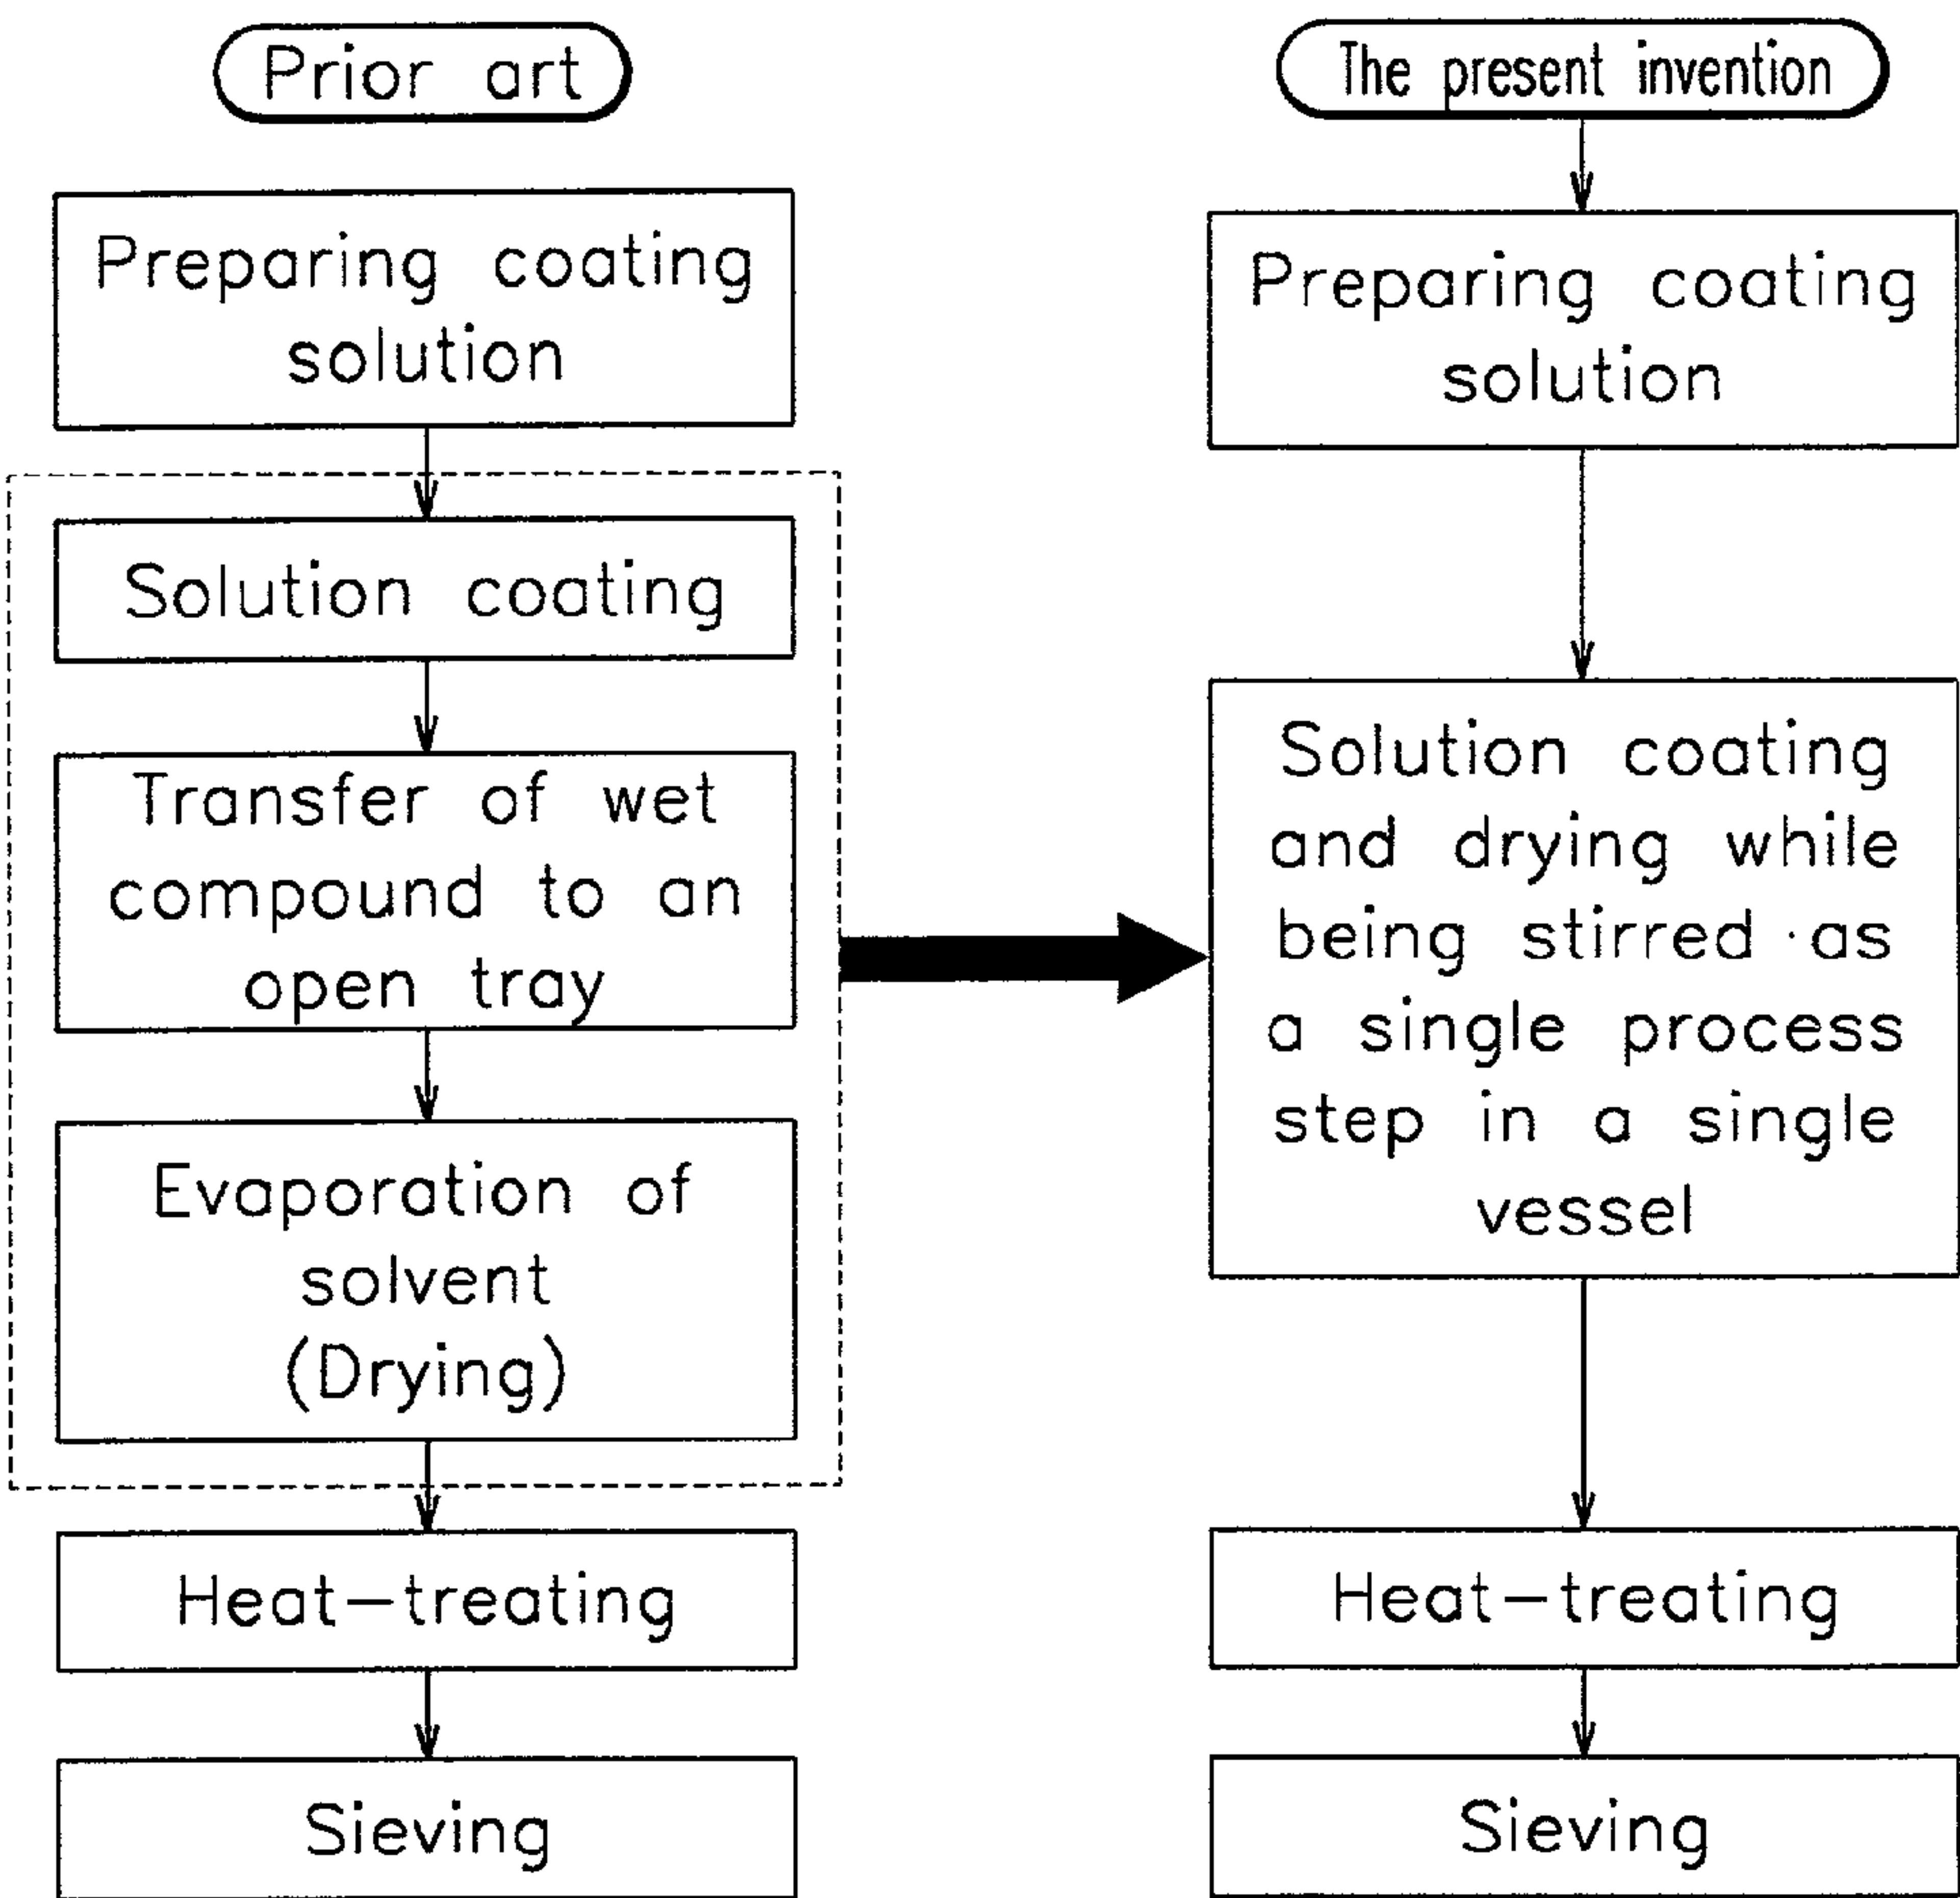 Prior art
Preparing coating
solution
Solution coating
Transfer of wet
compound to an
open tray
Evaporation of
solvent
(Drying)
Heat-treating
Sieving
The present invention
Preparing coating
solution
Solution coating
and drying while
being stirred as
a single process
step in a single
vessel
Heat-treating
Sieving